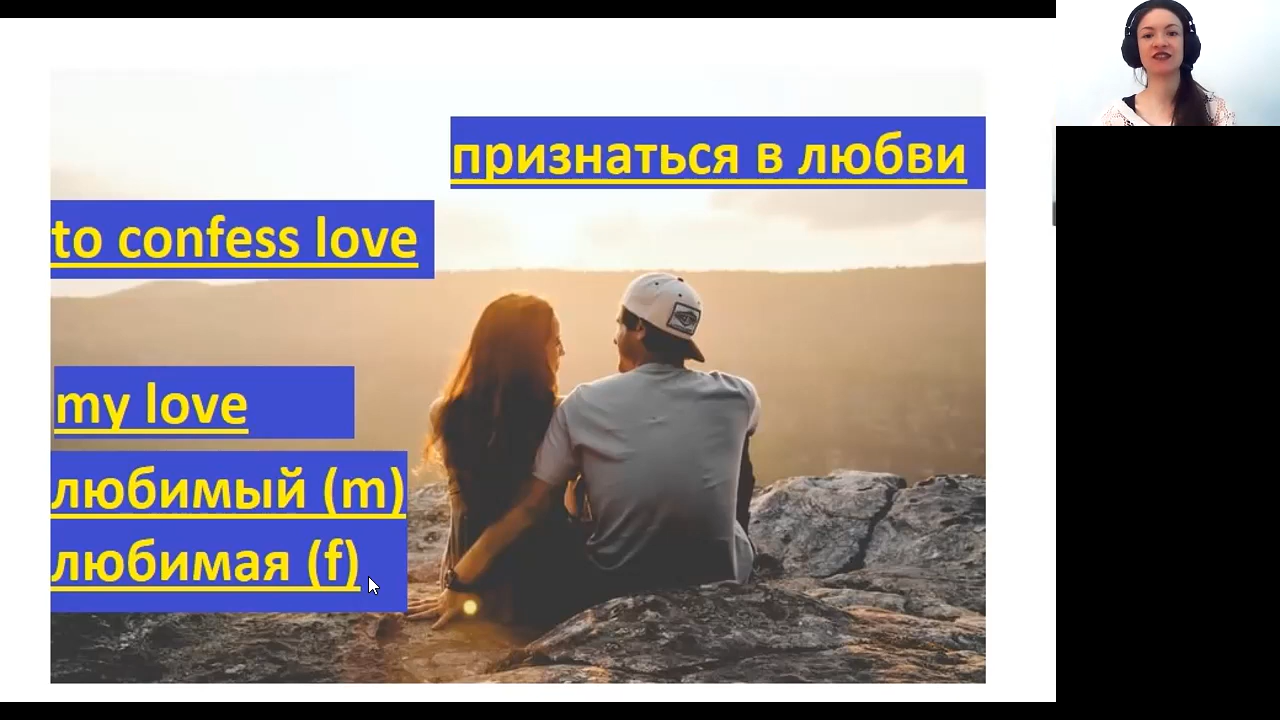 признаться в любви
to confess love
my love
любимый (m)
любимая (f)